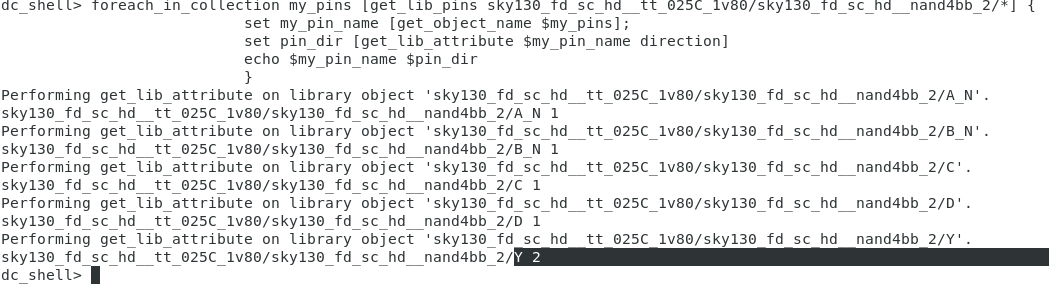 dc_shell> foreach_in_collection my_pins [get_lib_pins sky130_fd_sc_hd__tt_025C_1v80/sky130_fd_sc_hd__nand4bb_2/*] {
set my_pin_name [get_object_name $my_pins];
set pin_dir [get_lib_attribute $my_pin_name direction]
echo $my_pin_name $pin_dir
}
Performing get_lib_attribute on library object 'sky130_fd_sc_hd__tt_025C_1v80/sky130_fd_sc_hd__nand4bb_2/A_N'.
sky130_fd_sc_hd__tt_025C_1v80/sky130_fd_sc_hd__nand4bb_2/A_N 1
Performing get_lib_attribute on library object 'sky130_fd_sc_hd__tt_025C_1v80/sky130_fd_sc_hd__nand4bb_2/B_N'.
sky130_fd_sc_hd__tt_025C_1v80/sky130_fd_sc_hd__nand4bb_2/B_N 1
Performing get_lib_attribute on library object 'sky130_fd_sc_hd__tt_025C_1v80/sky130_fd_sc_hd__nand4bb_2/C'.
sky130_fd_sc_hd__tt_025C_1v80/sky130_fd_sc_hd__nand4bb_2/C 1
Performing get_lib_attribute on library object 'sky130_fd_sc_hd__tt_025C_1v80/sky130_fd_sc_hd__nand4bb_2/D'.
sky130_fd_sc_hd__tt_025C_1v80/sky130_fd_sc_hd__nand4bb_2/D 1
Performing get_lib_attribute on library object 'sky130_fd_sc_hd__tt_025C_1v80/sky130_fd_sc_hd__nand4bb_2/Y'.
sky130_fd_sc_hd__tt_025C_1v80/sky130_fd_sc_hd__nand4bb_2/Y 2
dc_shell>